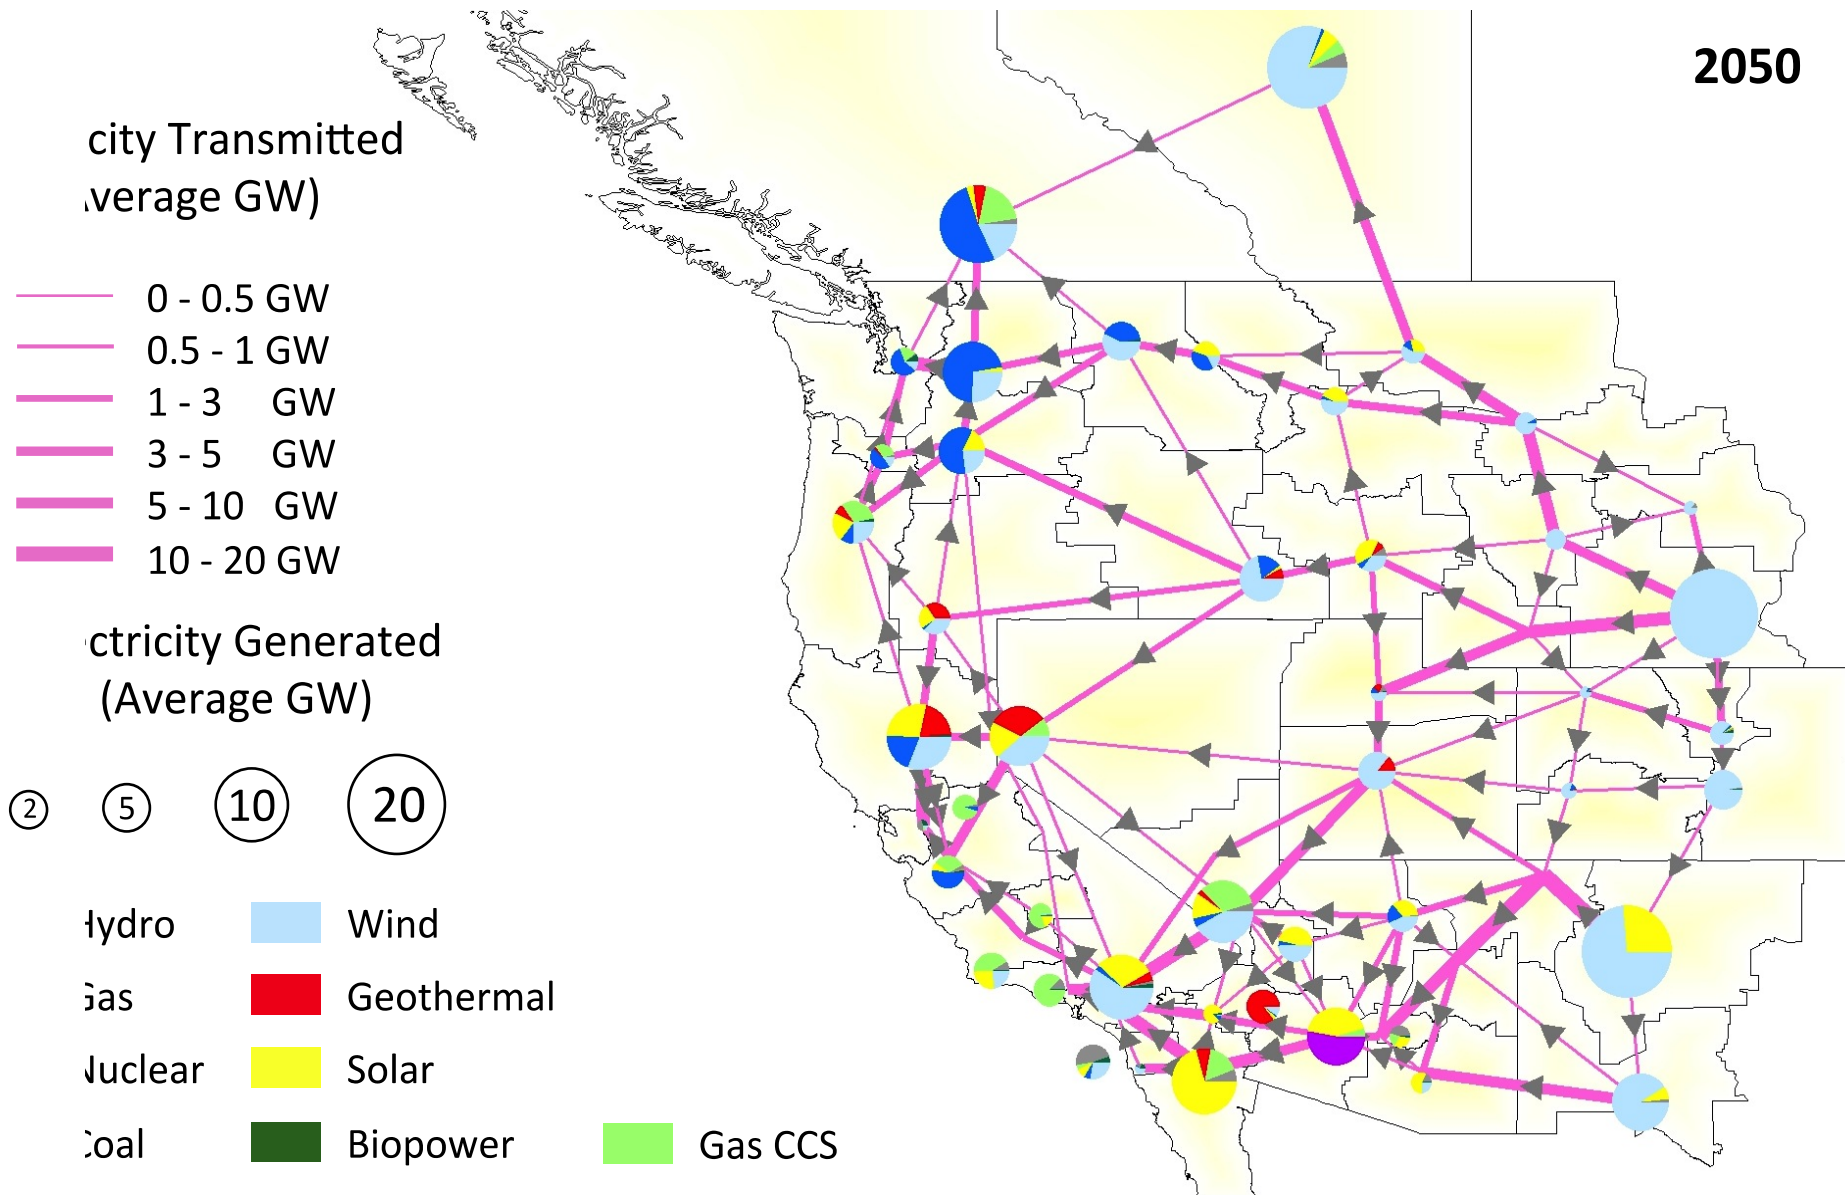 2050
city Transmitted
verage GW)
0 - 0.5 GW
0.5 - 1 GW
1 - 3 GW
3 - 5 GW
5 - 10 GW
10 - 20 GW
ctricity Generated
(Average GW)
2 5 10 20
Hydro Wind
Gas Geothermal
Nuclear Solar
Coal Biopower Gas CCS